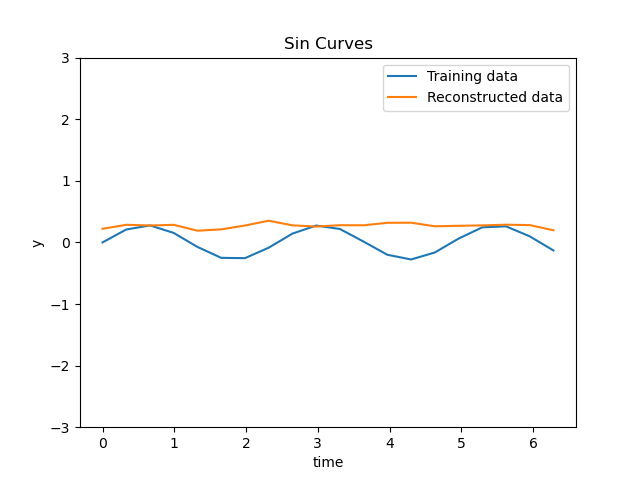 Sin Curves
Training data
Reconstructed data
3
2
1
0
−1
−2
−3
y
0 1 2 3 4 5 6
time